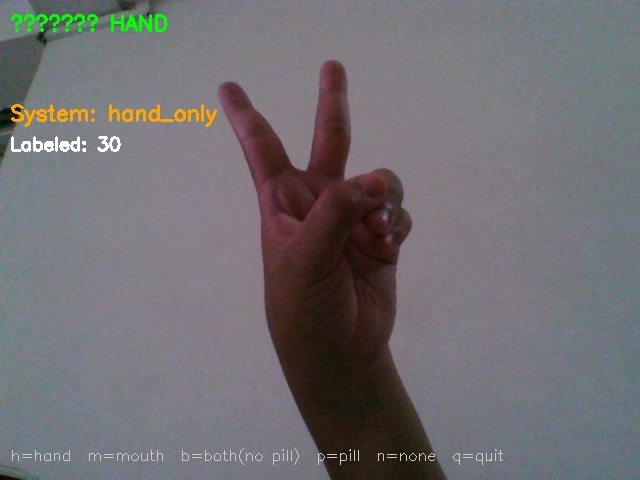 ??????? HAND
System: hand_only
Labeled: 30
h=hand m=mouth b=both(no pill) p=pill n=none q=quit